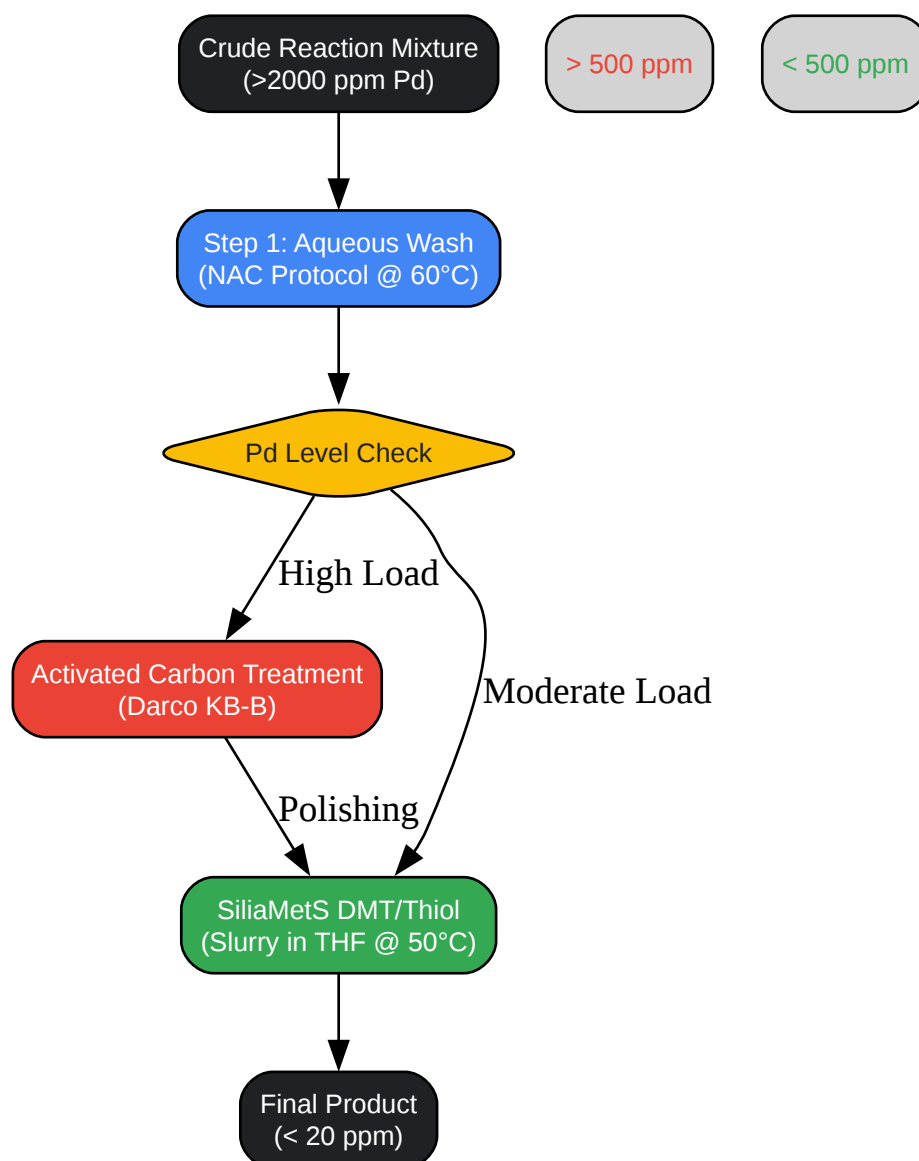 Crude Reaction Mixture
(>2000 ppm Pd)
> 500 ppm
< 500 ppm
Step 1: Aqueous Wash
(NAC Protocol @ 60°C)
Pd Level Check
High Load
Activated Carbon Treatment
(Darco KB-B)
Moderate Load
Polishing
SiliaMetS DMT/Thiol
(Slurry in THF @ 50°C)
Final Product
(< 20 ppm)